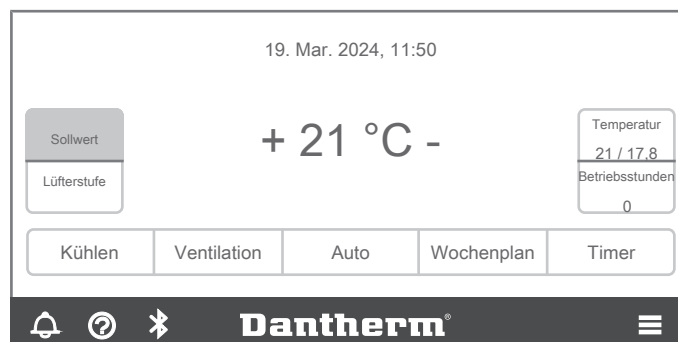 19. Mar. 2024, 11:50
Sollwert
Lüfterstufe
+ 21 °C -
Temperatur
21 / 17,8
Betriebsstunden
0
Kühlen Ventilation Auto Wochenplan Timer
Dantherm®